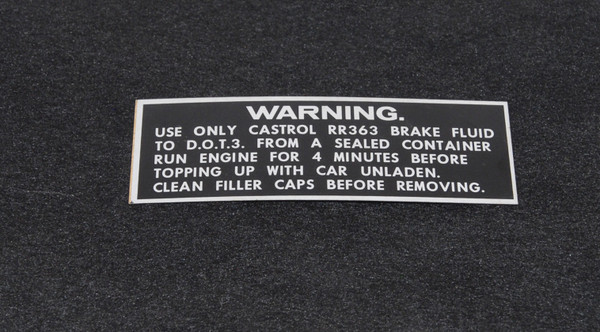 WARNING.
USE ONLY CASTROL RR363 BRAKE FLUID
TO D.O.T.3. FROM A SEALED CONTAINER
RUN ENGINE FOR 4 MINUTES BEFORE
TOPPING UP WITH CAR UNLADEN.
CLEAN FILLER CAPS BEFORE REMOVING.